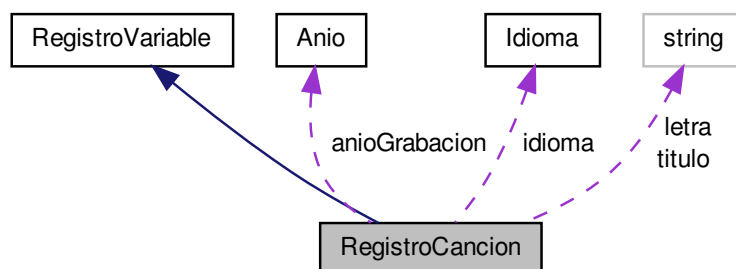 RegistroVariable
Anio
Idioma
string
anioGrabacion
idioma
letra
titulo
RegistroCancion